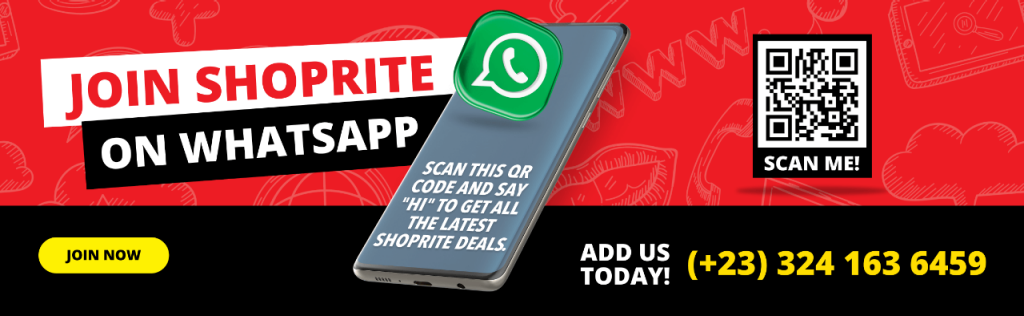 JOIN SHOPRITE
ON WHATSAPP
SCAN THIS QR
CODE AND SAY
"HI" TO GET ALL
THE LATEST
SHOPRITE DEALS.
WWW.
SCAN ME!
JOIN NOW
ADD US
TODAY!
(+23) 324 163 6459